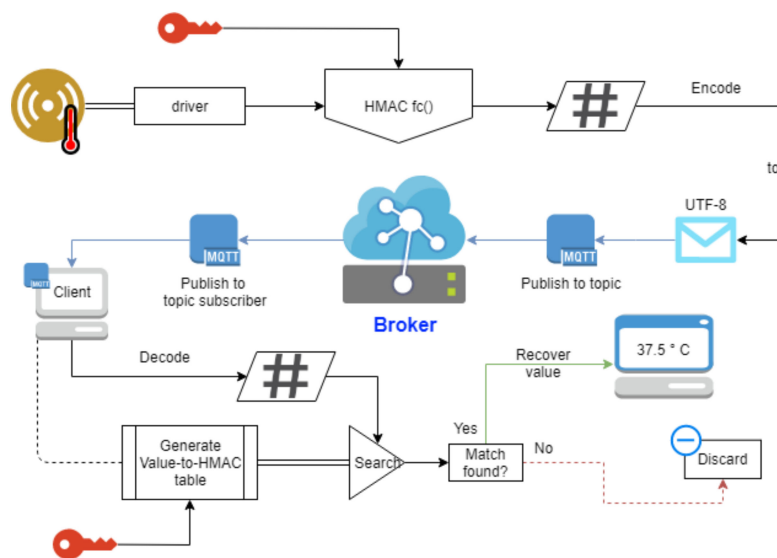 driver
HMAC fc()
#
Encode
to
UTF-8
MQTT
Publish to
topic subscriber
MQTT
Publish to topic
MQTT
Client
Broker
37.5 ° C
Decode
#
Recover
value
Yes
No
Generate
Value-to-HMAC
table
Search
Match
found?
Discard